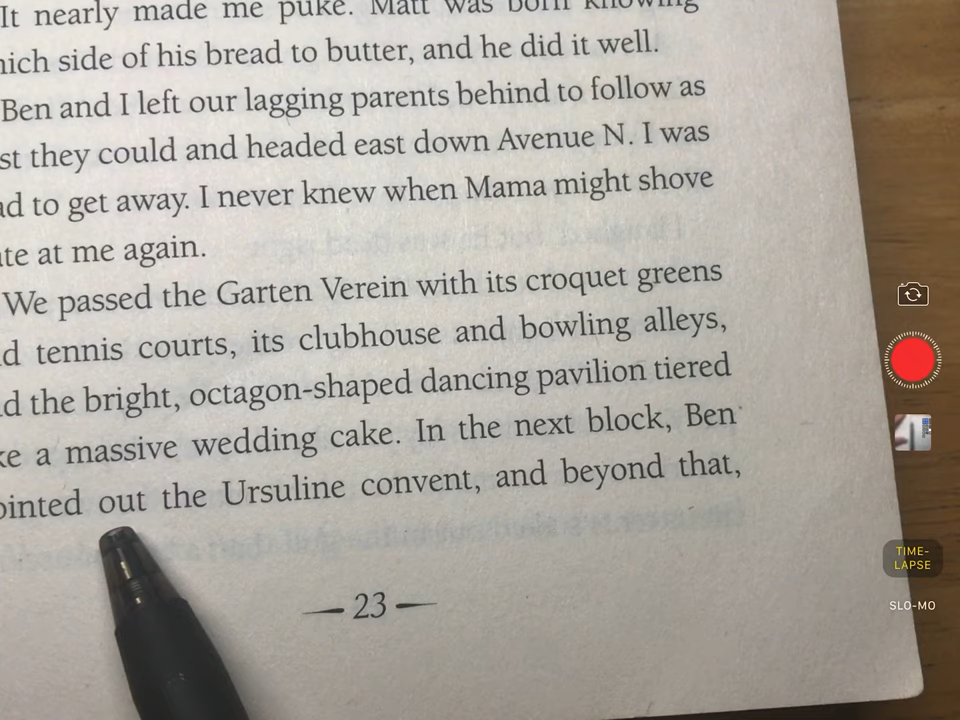 It nearly made me puke. Matt was born knowing
hich side of his bread to butter, and he did it well.
Ben and I left our lagging parents behind to follow as
st they could and headed east down Avenue N. I was
ad to get away. I never knew when Mama might shove
ate at me again.
We passed the Garten Verein with its croquet greens
d tennis courts, its clubhouse and bowling alleys,
d the bright, octagon-shaped dancing pavilion tiered
ke a massive wedding cake. In the next block, Ben
ointed out the Ursuline convent, and beyond that,
— 23 —
TIME-
LAPSE
SLO-MO